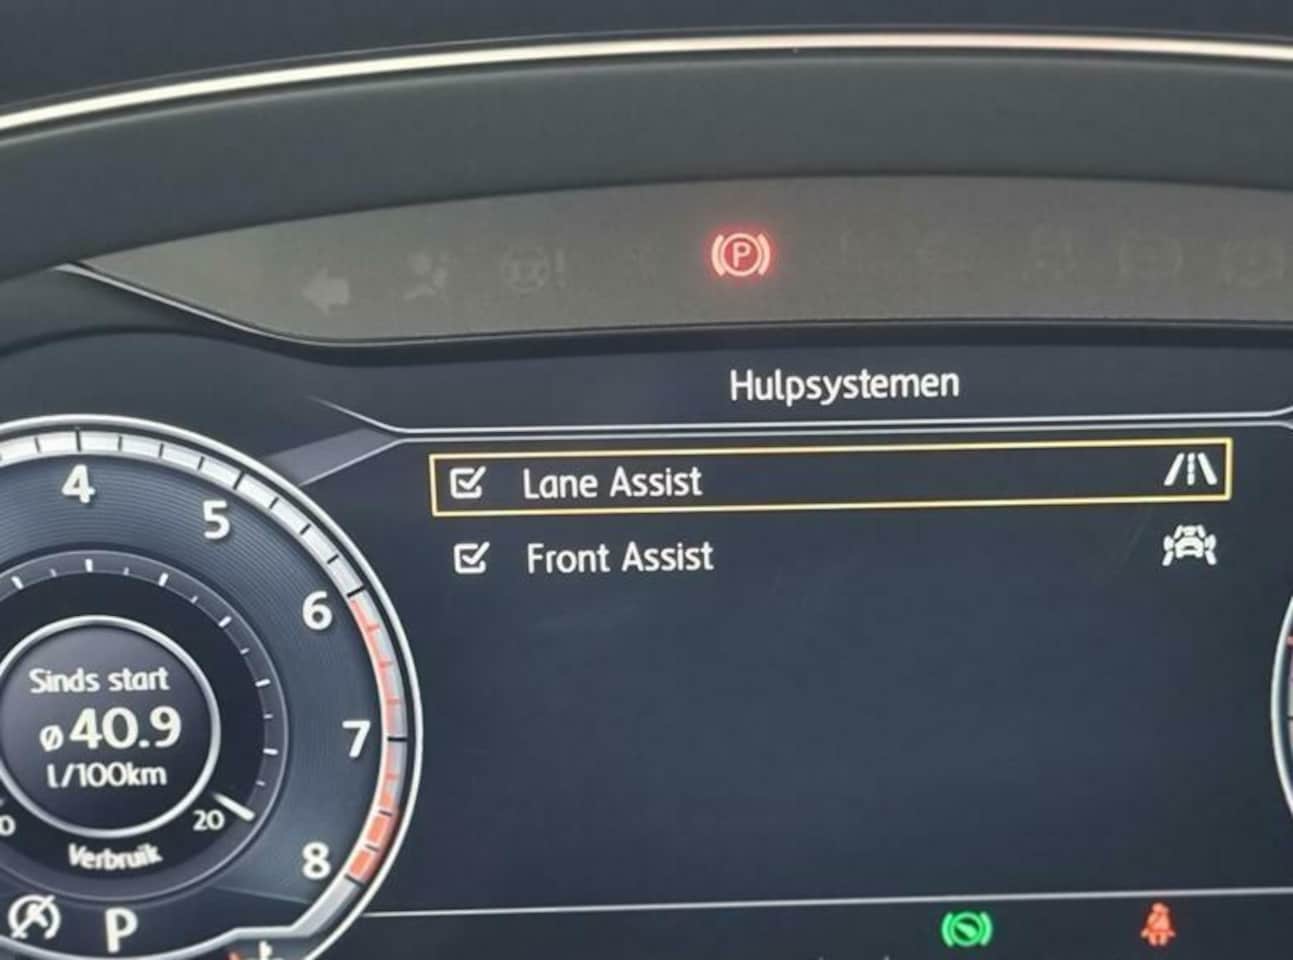 P
Hulpsystemen
Lane Assist
Front Assist
4
5
6
7
8
Sinds start
ø40.9
l/100km
20
Verbruik
A
P